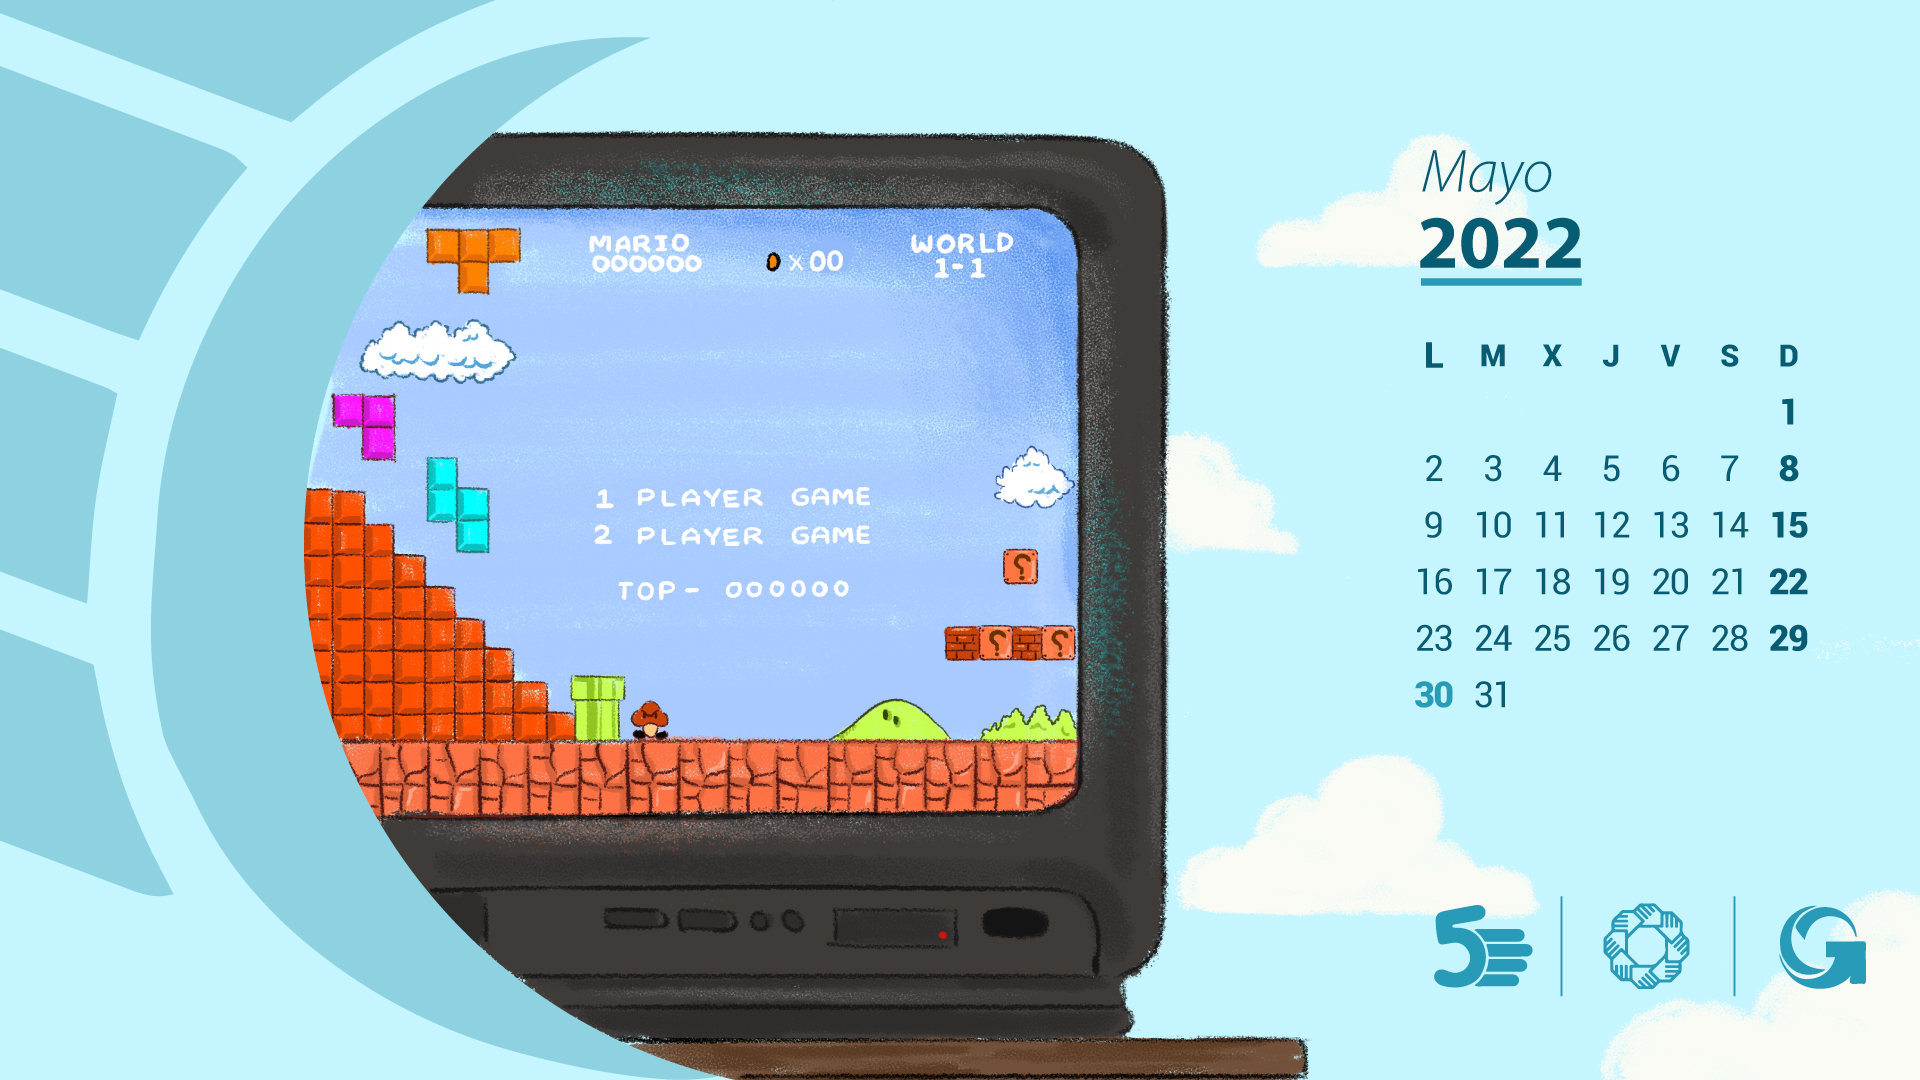 MARIO
000000
x00
WORLD
1-1
1 PLAYER GAME
2 PLAYER GAME
TOP- 000000
?
? ?
Mayo
2022
L M X J V S D
1
2 3 4 5 6 7 8
9 10 11 12 13 14 15
16 17 18 19 20 21 22
23 24 25 26 27 28 29
30 31
5
G